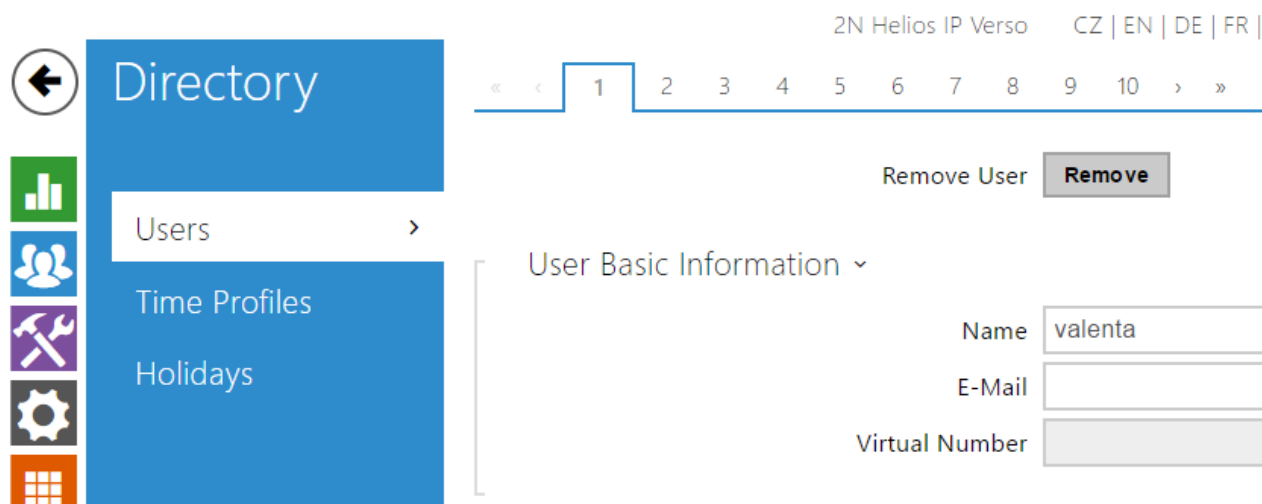 2N Helios IP Verso CZ | EN | DE | FR |
Directory
« ‹ 1 2 3 4 5 6 7 8 9 10 › »
Remove User Remove
Users ›
User Basic Information
Time Profiles
Name valenta
Holidays
E-Mail
Virtual Number